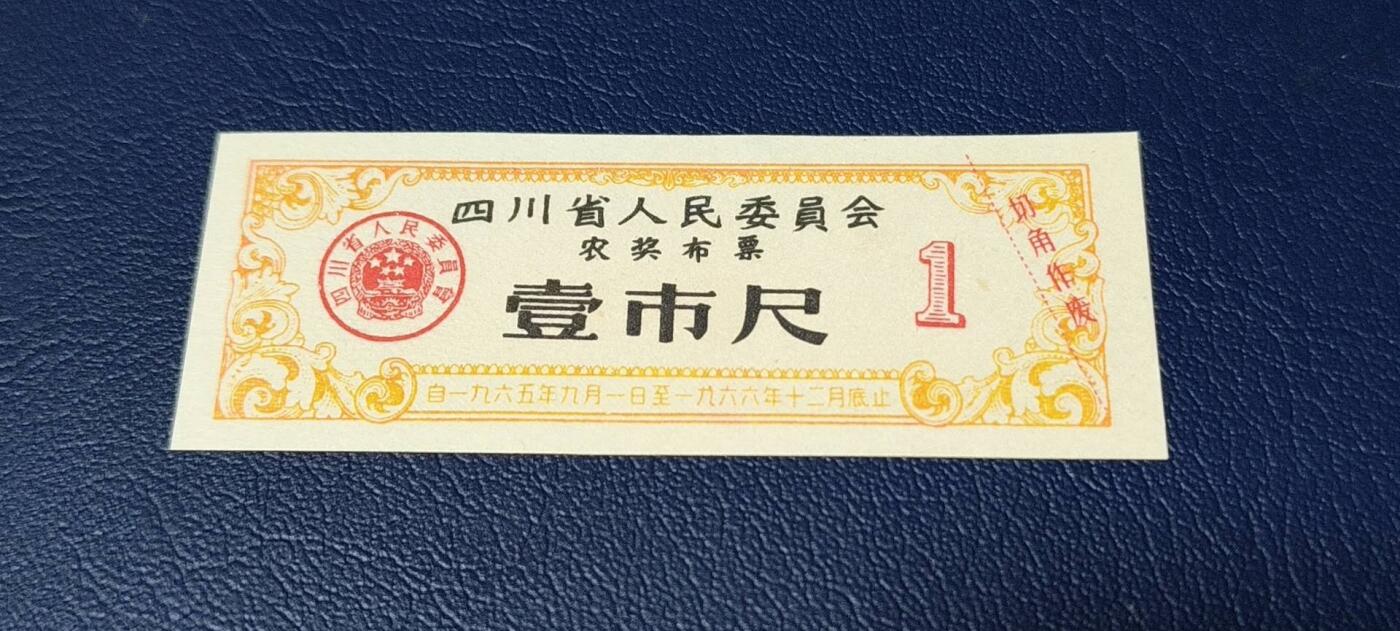 四川省人民委員会
农奖布票
壹市尺
四川省人民委員會
1
切角作废
自一九六五年九月一日至一九六六年十二月底止